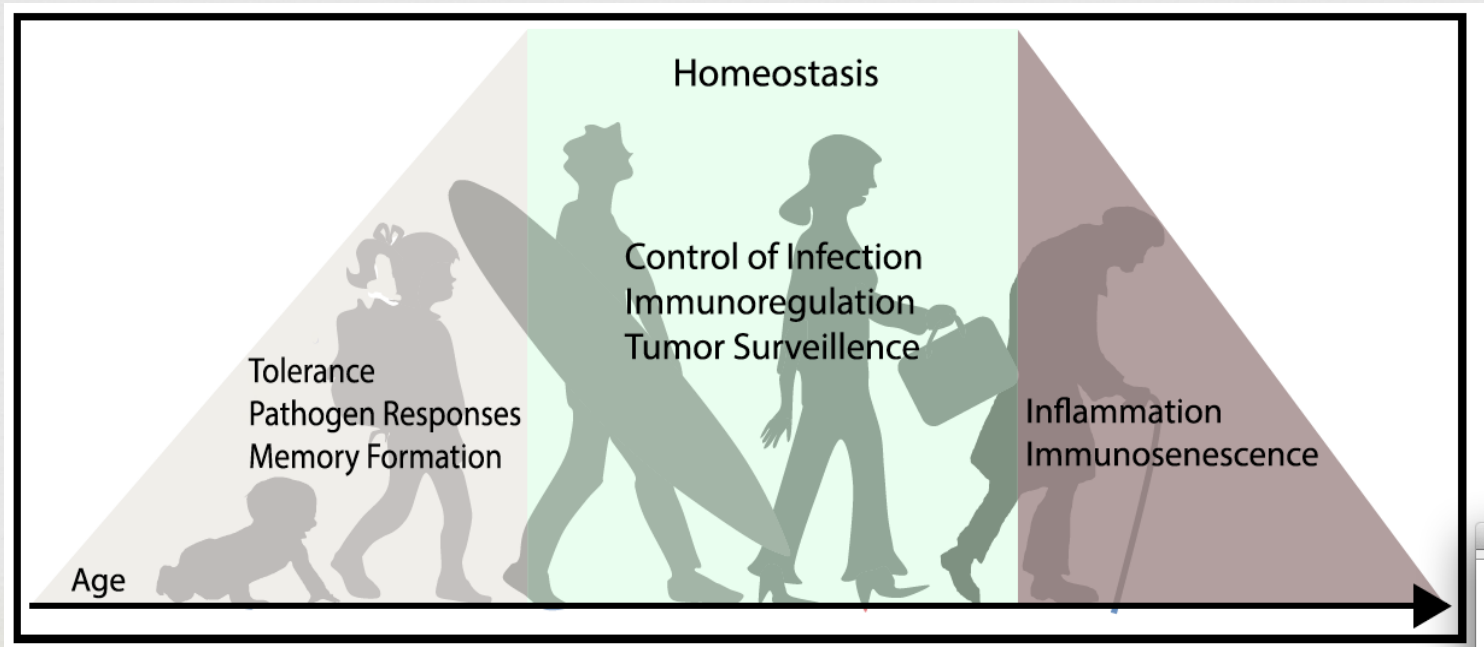 Homeostasis
Control of Infection
Immunoregulation
Tumor Surveillence
Tolerance
Pathogen Responses
Memory Formation
Inflammation
Immunosenescence
Age